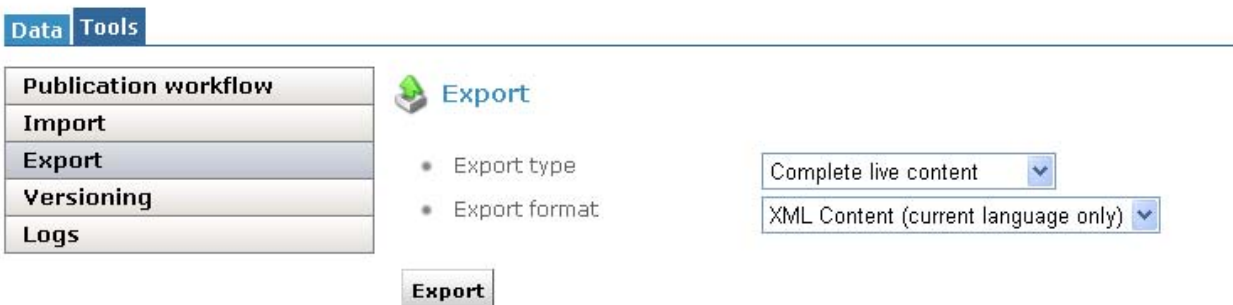 Data Tools
Publication workflow
Import
Export
Versioning
Logs
Export
Export type Complete live content
Export format XML Content (current language only)
Export